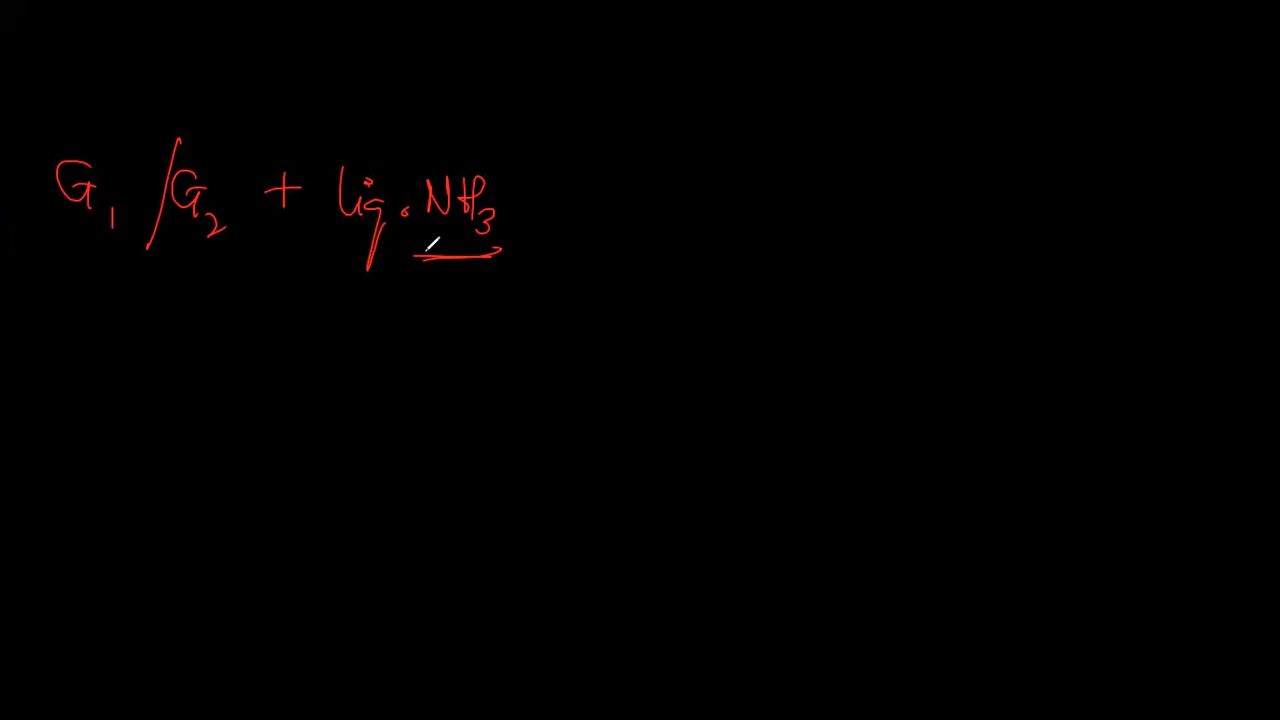 G₁/G₂ + liq. NH₃